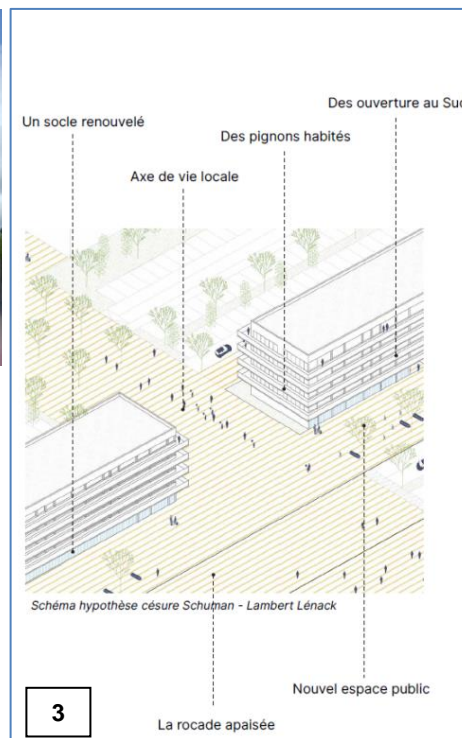 Des ouverture au Sud
Un socle renouvelé
Des pignons habités
Axe de vie locale
Schéma hypothèse césure Schuman - Lambert Lénack
Nouvel espace public
3
La rocade apaisée